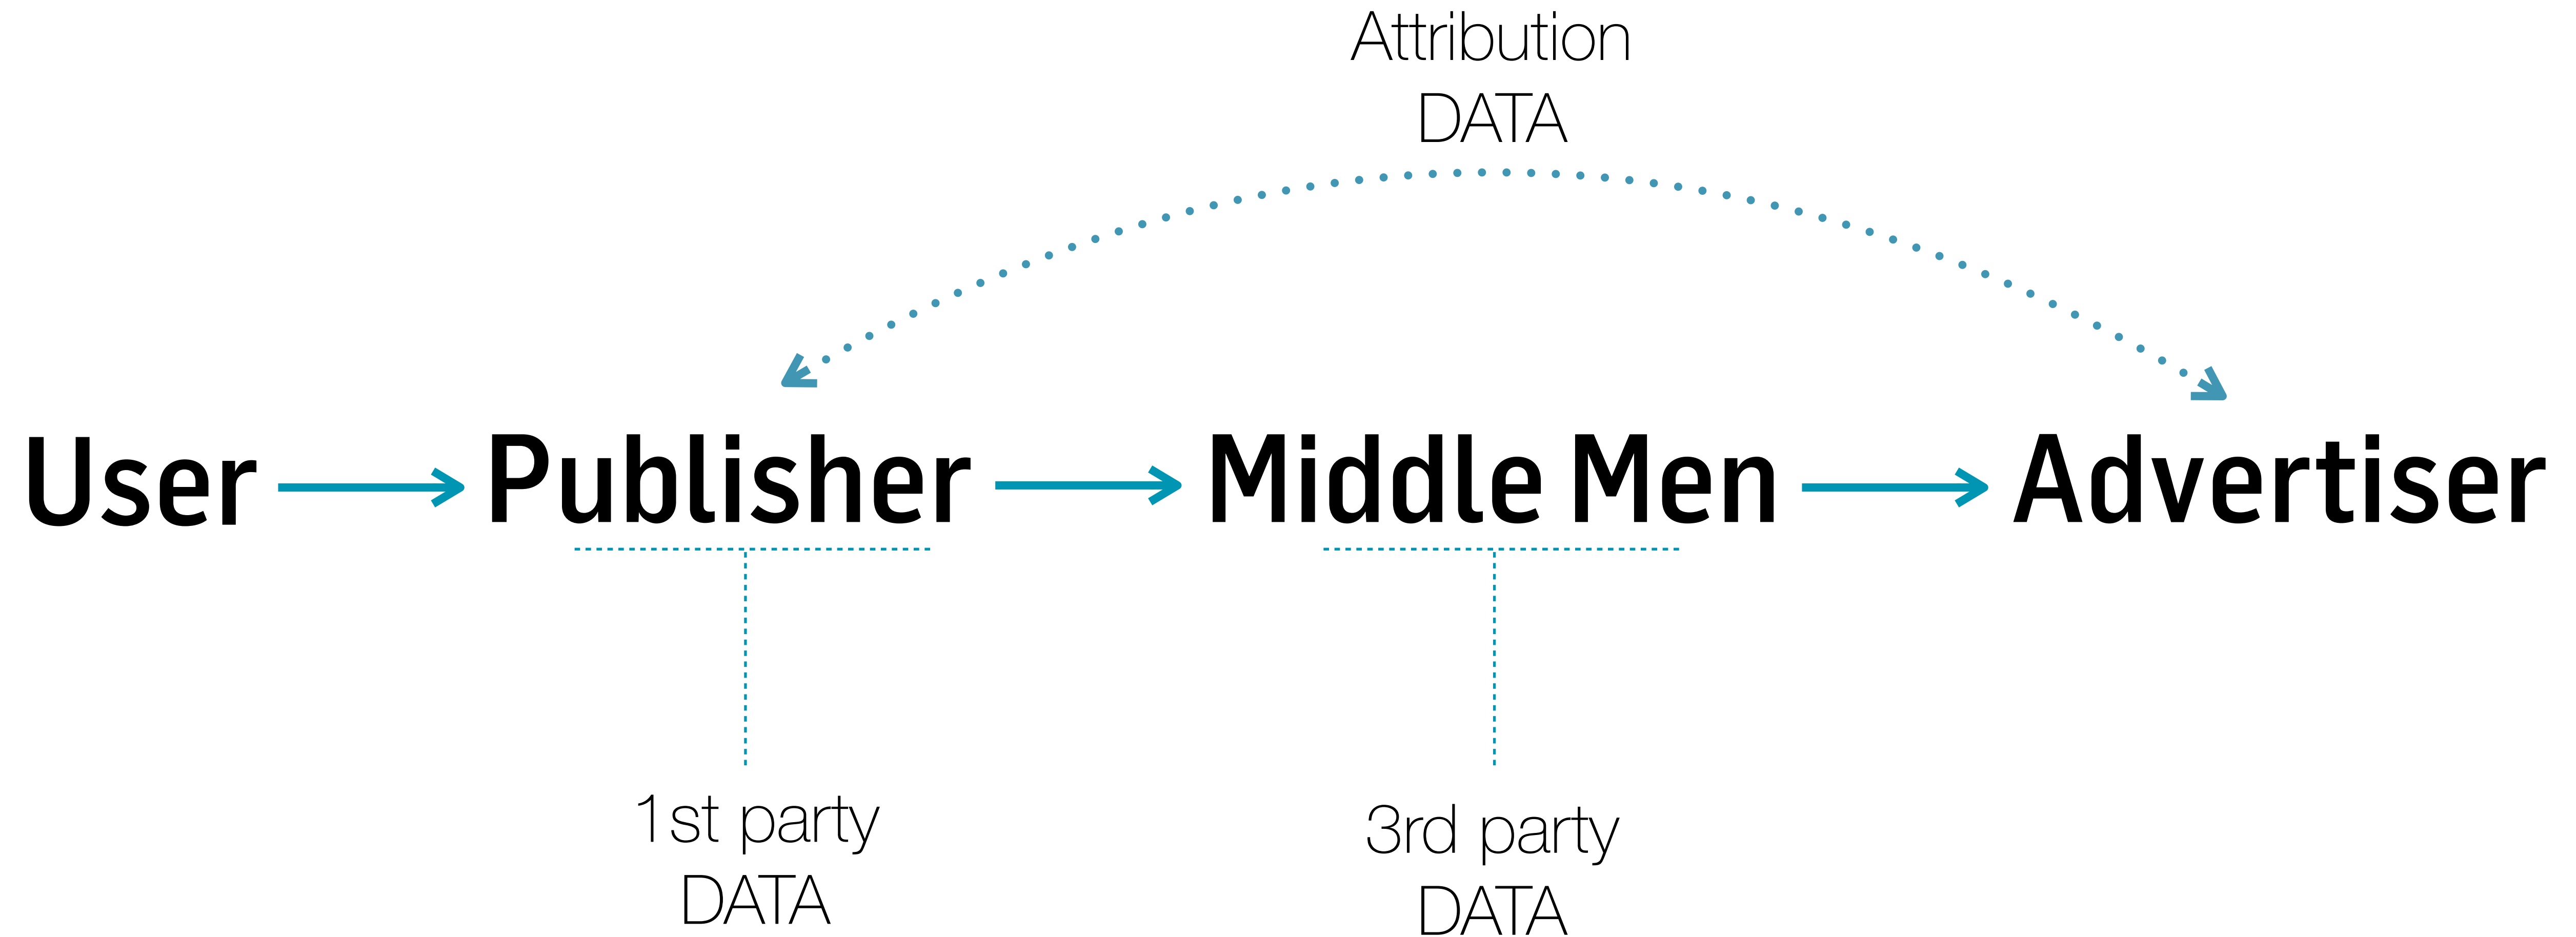 Attribution
DATA
User
Publisher
Middle Men
Advertiser
1st party
DATA
3rd party
DATA